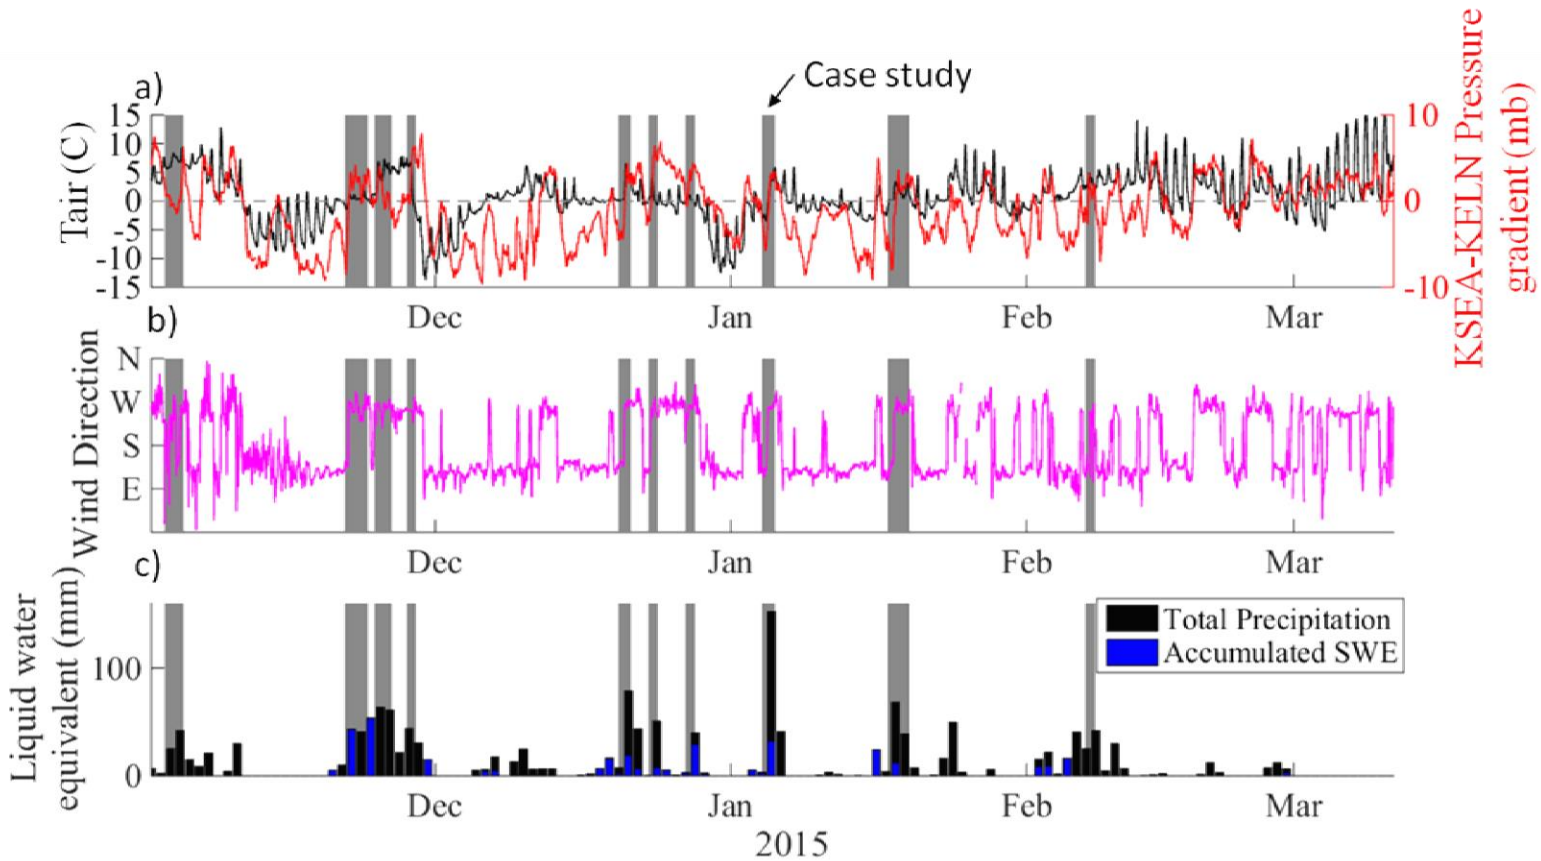 Case study
a)
15
10
5
0
-5
-10
-15
Tair (C)
10
0
-10
KSEA-KELN Pressure
gradient (mb)
Dec
Jan
Feb
Mar
b)
N
W
S
E
Wind Direction
Dec
Jan
Feb
Mar
c)
100
0
Liquid water
equivalent (mm)
Total Precipitation
Accumulated SWE
Dec
Jan
Feb
Mar
2015